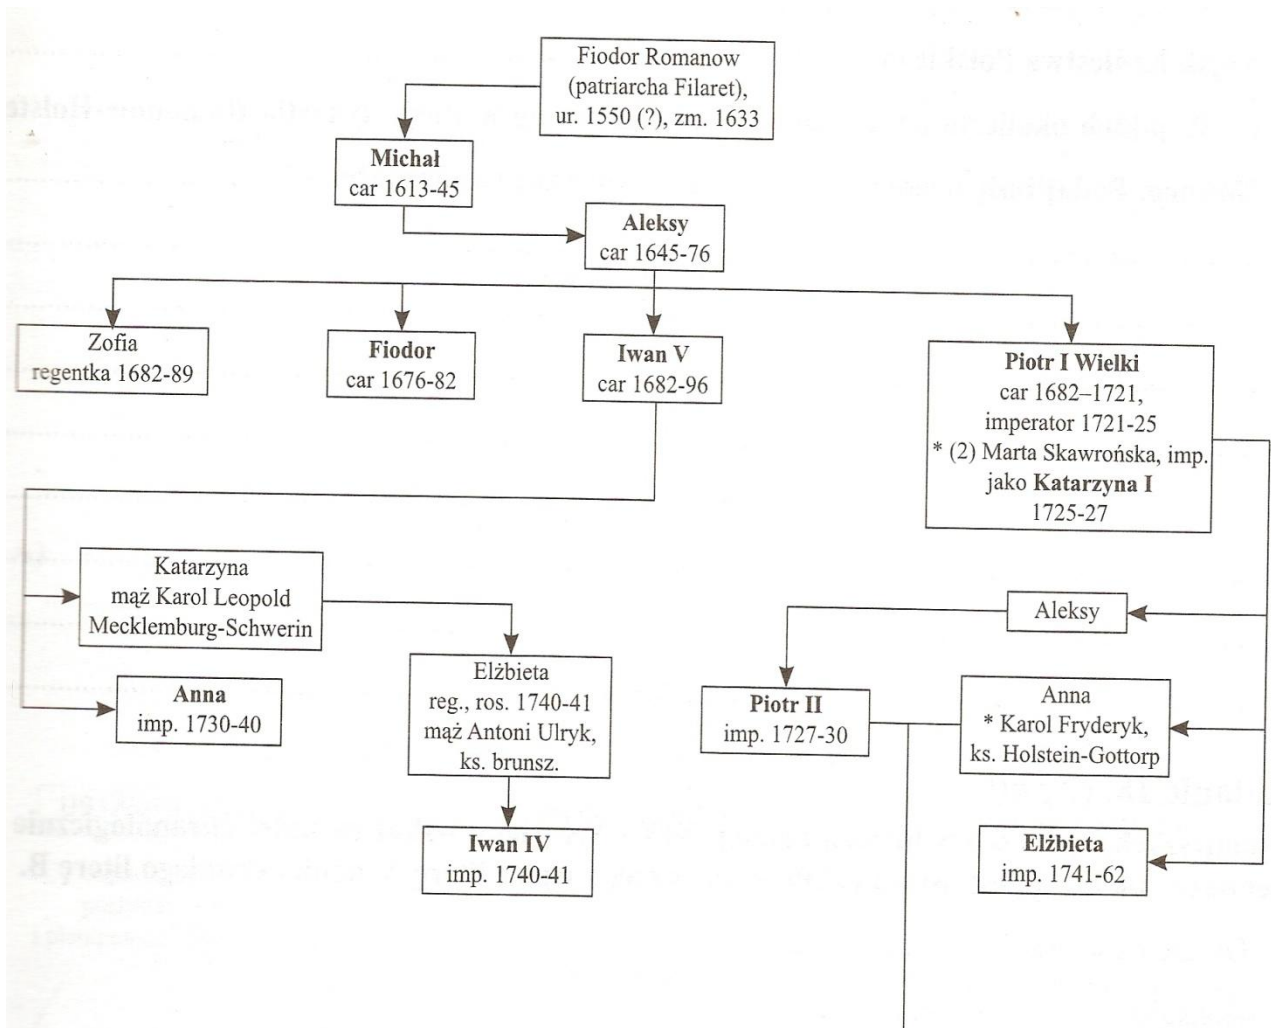 Fiodor Romanow
(patriarcha Filaret),
ur. 1550 (?), zm. 1633
Michał
car 1613-45
Aleksy
car 1645-76
Zofia
regentka 1682-89
Fiodor
car 1676-82
Iwan V
car 1682-96
Piotr I Wielki
car 1682–1721,
imperator 1721-25
* (2) Marta Skawrońska, imp.
jako Katarzyna I
1725-27
Katarzyna
mąż Karol Leopold
Mecklemburg-Schwerin
Anna
imp. 1730-40
Elżbieta
reg., ros. 1740-41
mąż Antoni Ulryk,
ks. brunsz.
Iwan IV
imp. 1740-41
Aleksy
Piotr II
imp. 1727-30
Anna
* Karol Fryderyk,
ks. Holstein-Gottorp
Elżbieta
imp. 1741-62